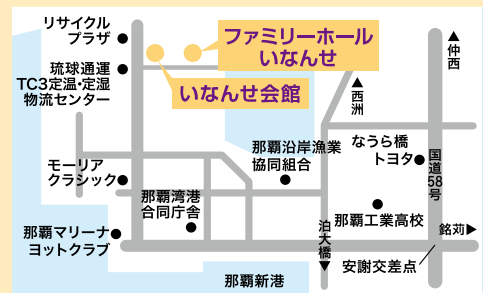 リサイクル
プラザ
ファミリーホール
いなんせ
▲仲西
琉球通運
TC3定温・定湿
物流センター
いなんせ会館
▲西洲
那覇沿岸漁業
協同組合
なうら橋
トヨタ
国道58号
モーリア
クラシック
那覇湾港
合同庁舎
那覇工業高校
那覇マリーナ
ヨットクラブ
泊大橋▼
銘苅▶
安謝交差点
那覇新港